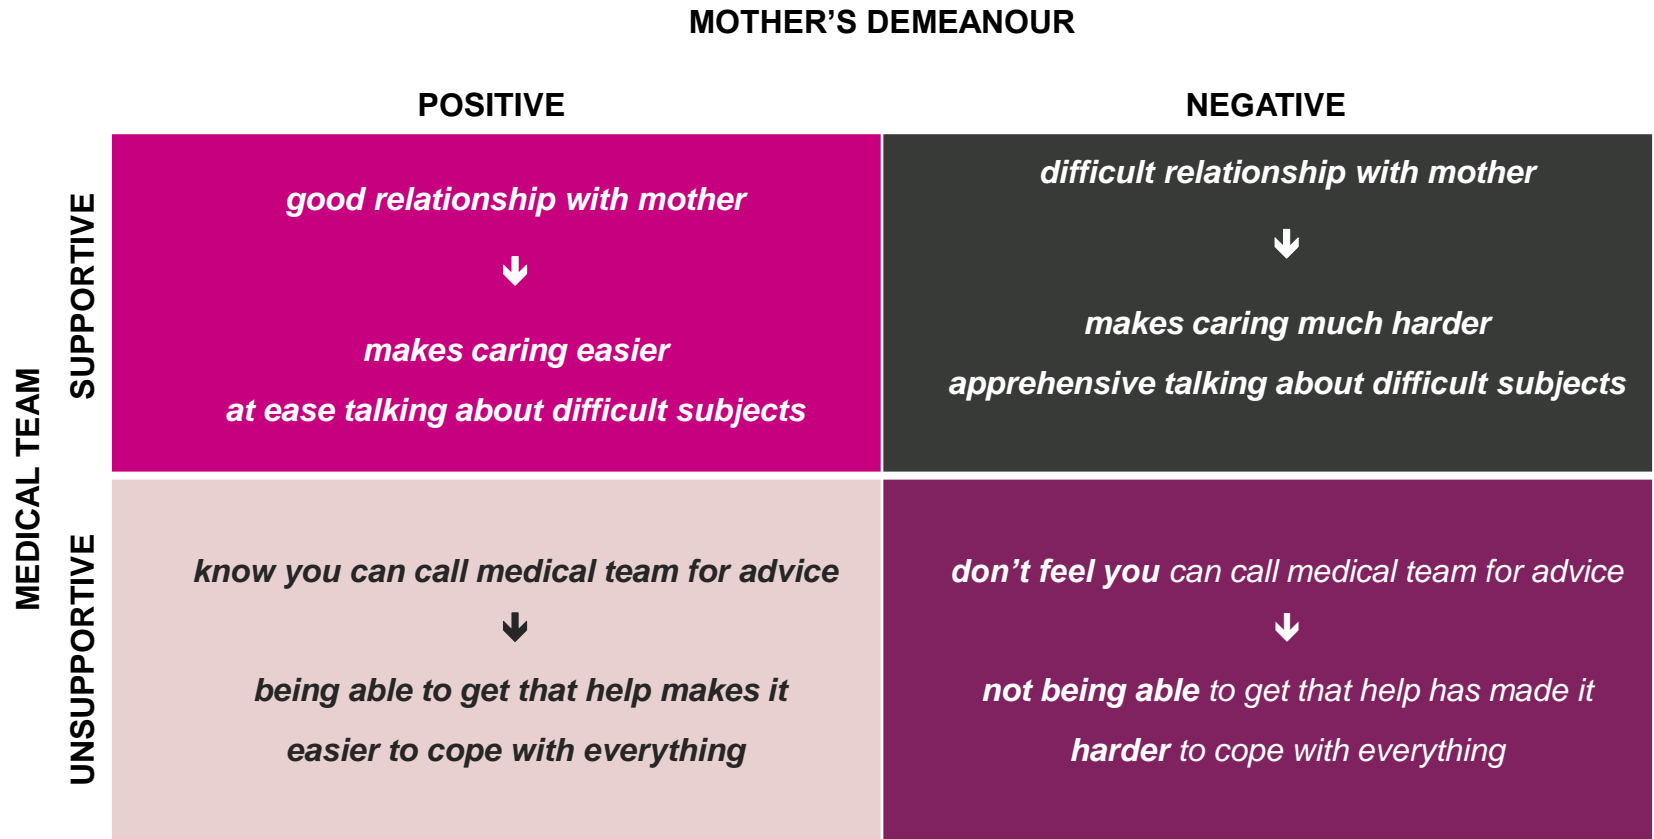 MOTHER'S DEMEANOUR
POSITIVE
NEGATIVE
MEDICAL TEAM
SUPPORTIVE
good relationship with mother
makes caring easier
at ease talking about difficult subjects
difficult relationship with mother
makes caring much harder
apprehensive talking about difficult subjects
UNSUPPORTIVE
know you can call medical team for advice
being able to get that help makes it
easier to cope with everything
don't feel you can call medical team for advice
not being able to get that help has made it
harder to cope with everything